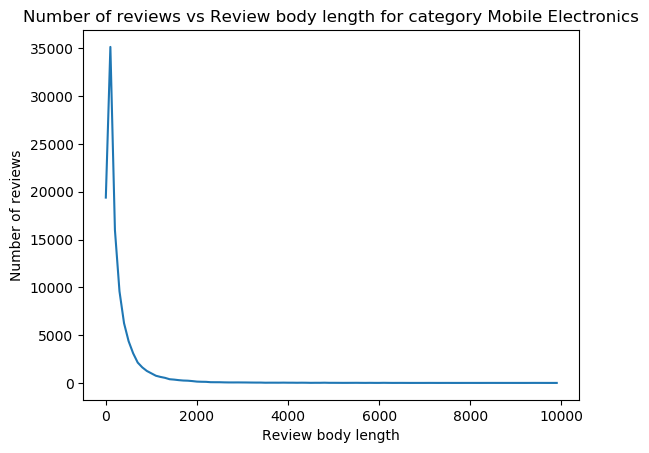 Number of reviews vs Review body length for category Mobile Electronics
35000
30000
25000
20000
15000
10000
5000
0
Number of reviews
0 2000 4000 6000 8000 10000
Review body length